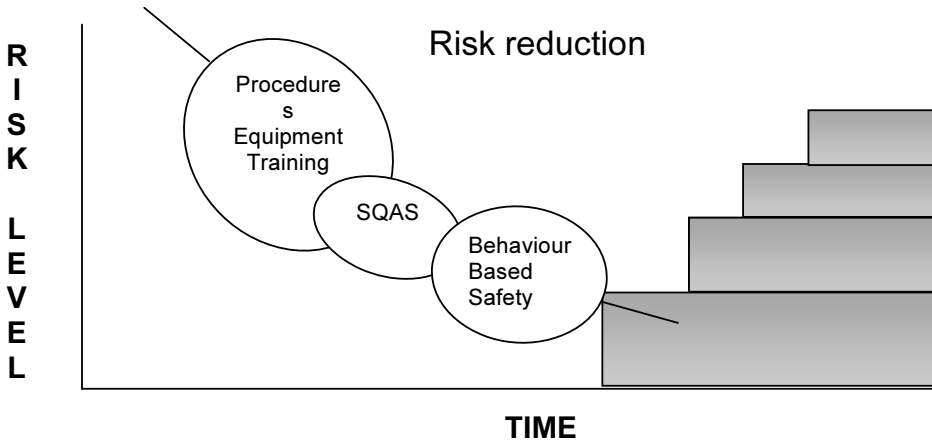 Risk reduction
R
I
S
K
L
E
V
E
L
Procedure
s
Equipment
Training
SQAS
Behaviour
Based
Safety
TIME